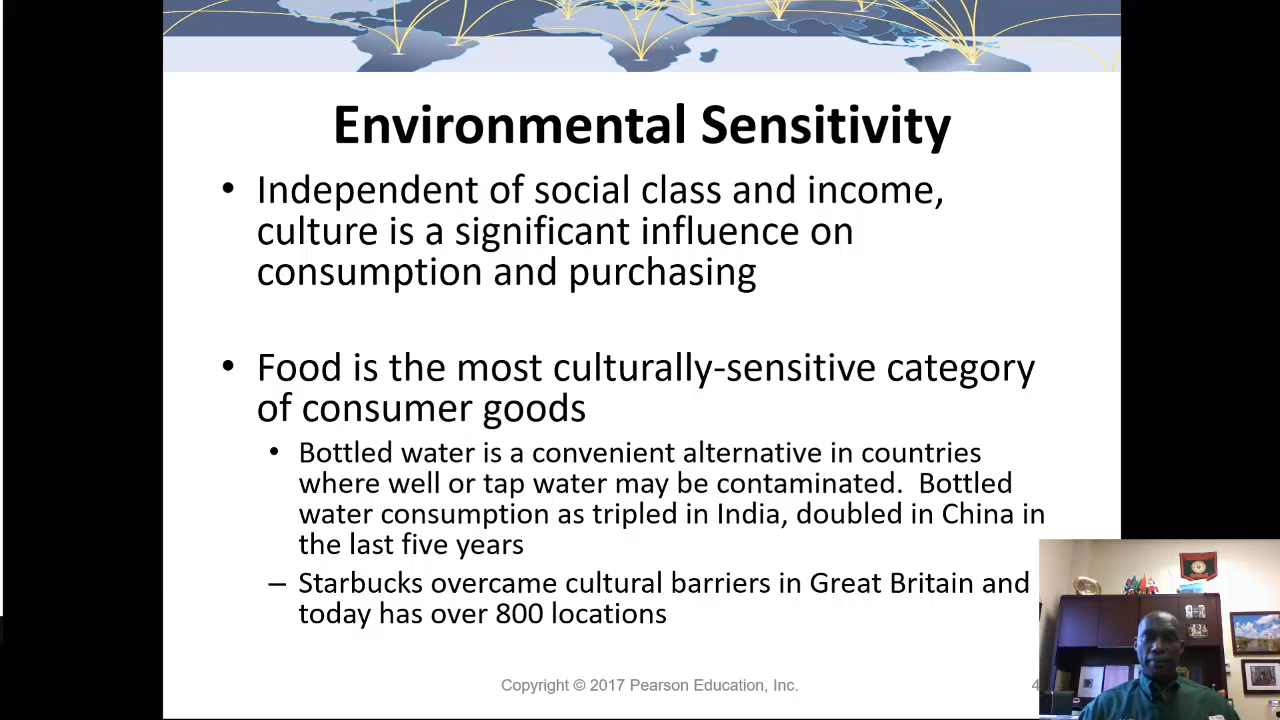 Environmental Sensitivity
• Independent of social class and income,
culture is a significant influence on
consumption and purchasing
• Food is the most culturally-sensitive category
of consumer goods
• Bottled water is a convenient alternative in countries
where well or tap water may be contaminated.  Bottled
water consumption as tripled in India, doubled in China in
the last five years
– Starbucks overcame cultural barriers in Great Britain and
today has over 800 locations
Copyright © 2017 Pearson Education, Inc.